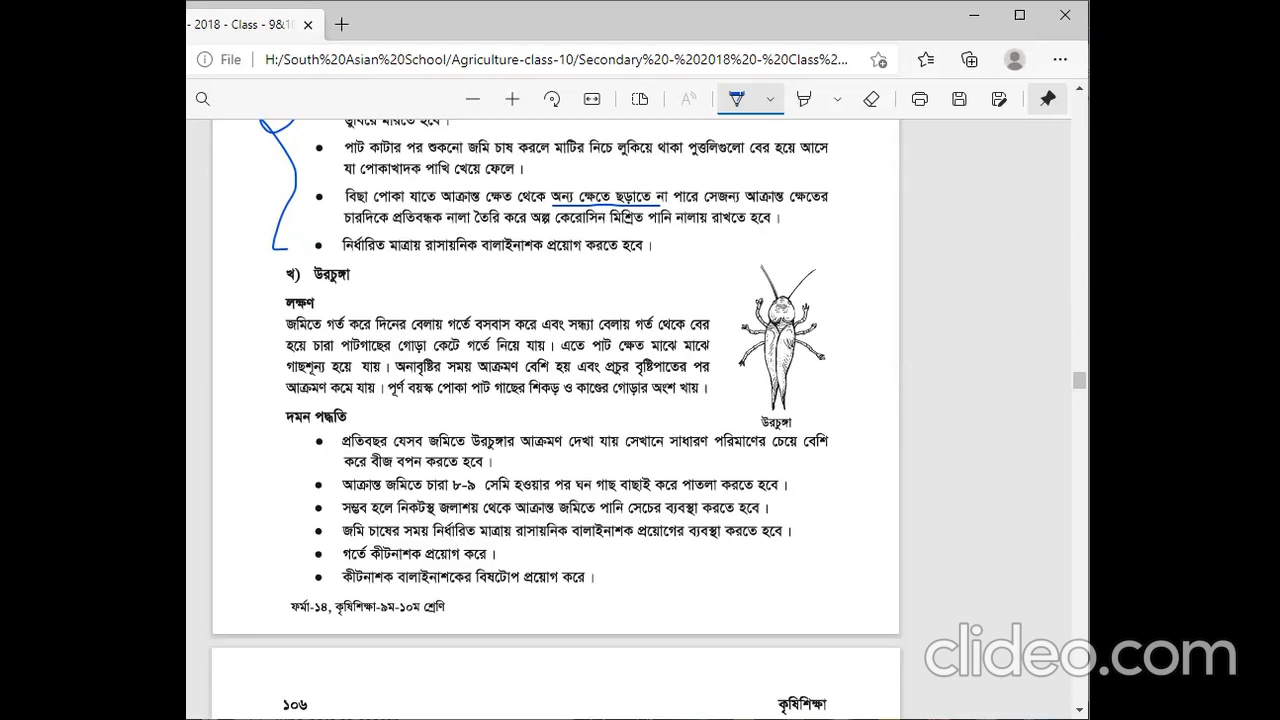 - 2018 - Class - 9&1
File
H:/South%20Asian%20School/Agriculture-class-10/Secondary%20-%202018%20-%20Class%2...
ডুবিয়ে মারতে হবে।
• পাট কাটার পর শুকনো জমি চাষ করলে মাটির নিচে লুকিয়ে থাকা পুত্তলিগুলো বের হয়ে আসে
যা পোকাখাদক পাখি খেয়ে ফেলে।
• বিছা পোকা যাতে আক্রান্ত ক্ষেত থেকে অন্য ক্ষেতে ছড়াতে না পারে সেজন্য আক্রান্ত ক্ষেতের
চারদিকে প্রতিবন্ধক নালা তৈরি করে অল্প কেরোসিন মিশ্রিত পানি নালায় রাখতে হবে।
• নির্ধারিত মাত্রায় রাসায়নিক বালাইনাশক প্রয়োগ করতে হবে।
খ) উরচুঙ্গা
লক্ষণ
জমিতে গর্ত করে দিনের বেলায় গর্তে বসবাস করে এবং সন্ধ্যা বেলায় গর্ত থেকে বের
হয়ে চারা পাটগাছের গোড়া কেটে গর্তে নিয়ে যায়। এতে পাট ক্ষেত মাঝে মাঝে
গাছশূন্য হয়ে যায়। অনাবৃষ্টির সময় আক্রমণ বেশি হয় এবং প্রচুর বৃষ্টিপাতের পর
আক্রমণ কমে যায়। পূর্ণ বয়স্ক পোকা পাট গাছের শিকড় ও কাণ্ডের গোড়ার অংশ খায়।
উরচুঙ্গা
দমন পদ্ধতি
• প্রতিবছর যেসব জমিতে উরচুঙ্গার আক্রমণ দেখা যায় সেখানে সাধারণ পরিমাণের চেয়ে বেশি
করে বীজ বপন করতে হবে।
• আক্রান্ত জমিতে চারা ৮-৯ সেমি হওয়ার পর ঘন গাছ বাছাই করে পাতলা করতে হবে।
• সম্ভব হলে নিকটস্থ জলাশয় থেকে আক্রান্ত জমিতে পানি সেচের ব্যবস্থা করতে হবে।
• জমি চাষের সময় নির্ধারিত মাত্রায় রাসায়নিক বালাইনাশক প্রয়োগের ব্যবস্থা করতে হবে।
• গর্তে কীটনাশক প্রয়োগ করে।
• কীটনাশক বালাইনাশকের বিষটোপ প্রয়োগ করে।
ফর্মা-১৪, কৃষিশিক্ষা-৯ম-১০ম শ্রেণি
clideo.com
১০৬ কৃষিশিক্ষা